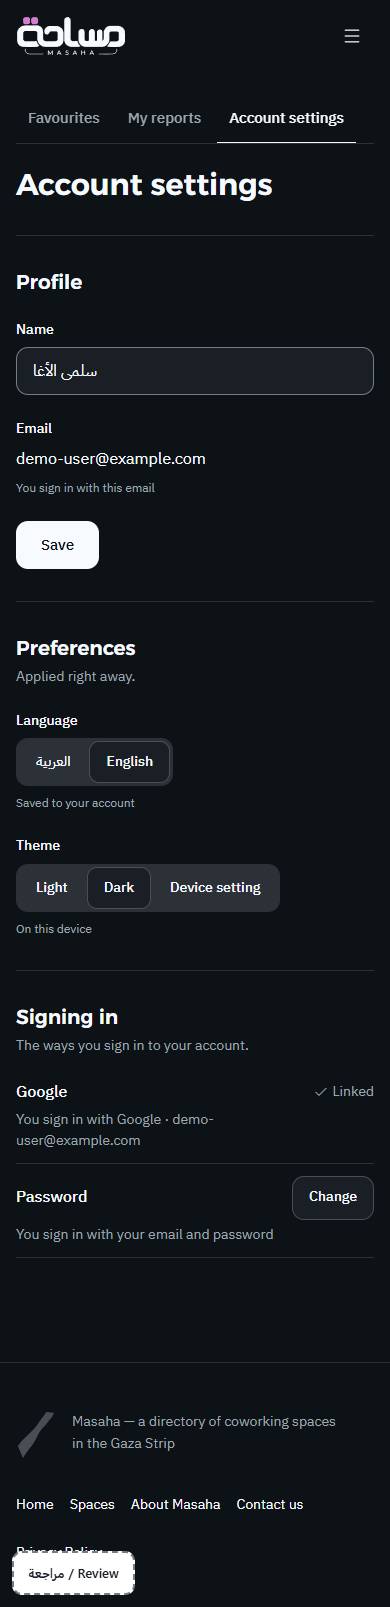 مساحة
MASAHA
Favourites My reports Account settings
Account settings
Profile
Name
سلمى الأغا
Email
demo-user@example.com
You sign in with this email
Save
Preferences
Applied right away.
Language
العربية English
Saved to your account
Theme
Light Dark Device setting
On this device
Signing in
The ways you sign in to your account.
Google Linked
You sign in with Google · demo-
user@example.com
Password Change
You sign in with your email and password
Masaha — a directory of coworking spaces
in the Gaza Strip
Home Spaces About Masaha Contact us
مراجعة / Review